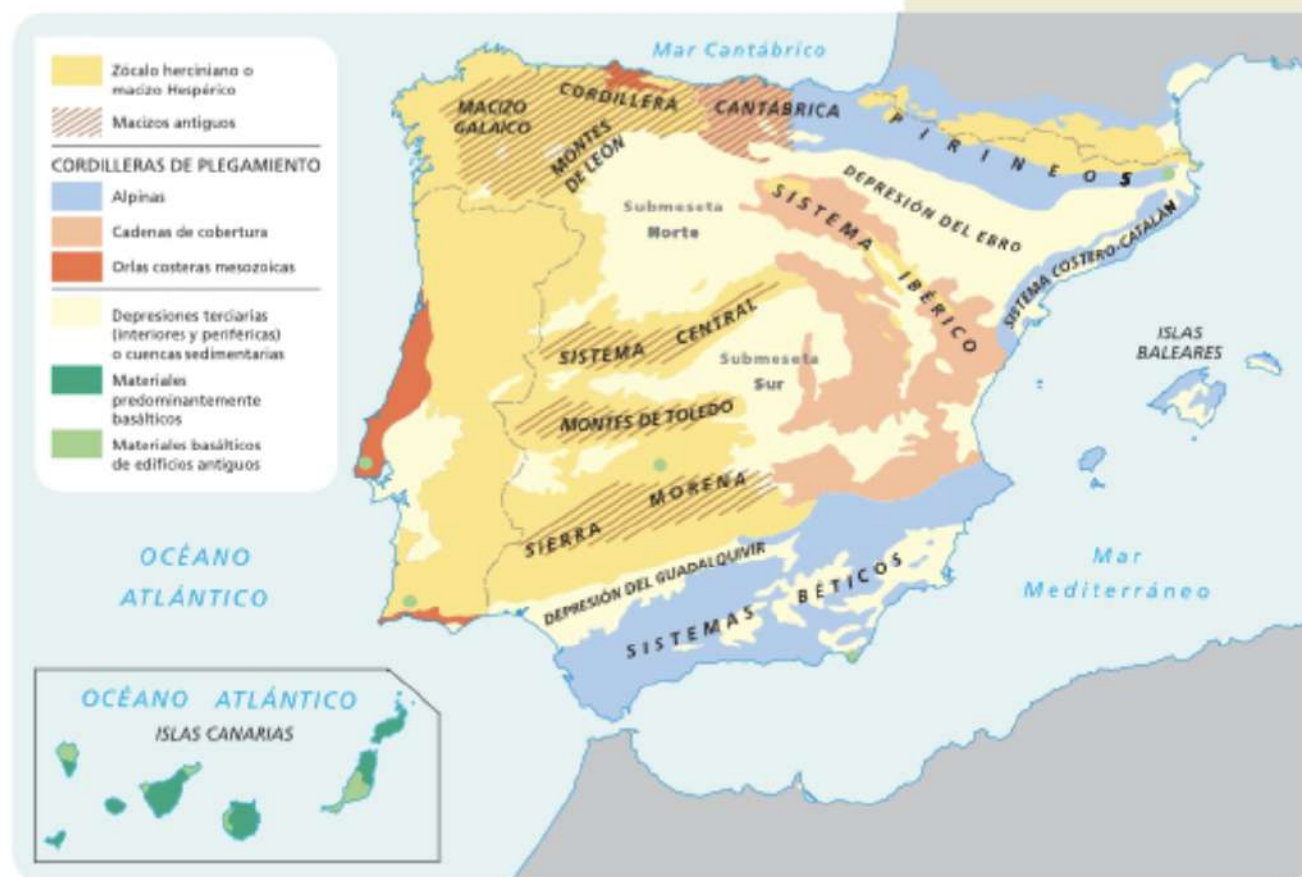 Zócalo herciniano o
macizo Hespérico
Macizos antiguos
CORDILLERAS DE PLEGAMIENTO
Alpinas
Cadenas de cobertura
Orlas costeras mesozoicas
Depresiones terciarias
(interiores y periféricas)
o cuencas sedimentarias
Materiales
predominantemente
basálticos
Materiales basálticos
de edificios antiguos
Mar Cantábrico
MACIZO
GALAICO
CORDILLERA CANTÁBRICA
MONTES
DE LEÓN
PIRINEOS
Submeseta
Norte
DEPRESIÓN DEL EBRO
SISTEMA IBÉRICO
SISTEMA COSTERO-CATALÁN
SISTEMA CENTRAL
Submeseta
Sur
ISLAS
BALEARES
MONTES DE TOLEDO
SIERRA MORENA
DEPRESIÓN DEL GUADALQUIVIR
SISTEMAS BÉTICOS
OCÉANO
ATLÁNTICO
Mar
Mediterráneo
OCÉANO ATLÁNTICO
ISLAS CANARIAS